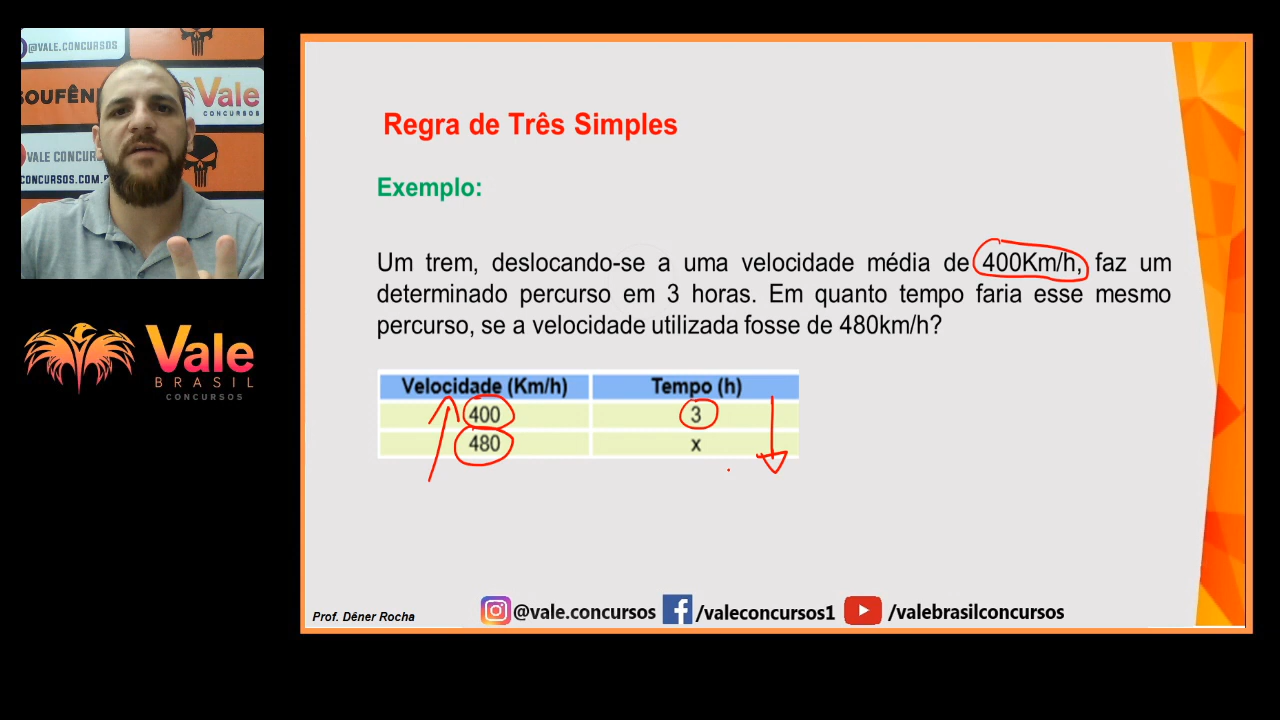 @VALE.CONCURSOS
SOUFÊN
Vale
CONCURSOS
VALE CONCUR
CONCURSOS.COM.
Vale
BRASIL
CONCURSOS
Regra de Três Simples
Exemplo:
Um trem, deslocando-se a uma velocidade média de 400Km/h, faz um
determinado percurso em 3 horas. Em quanto tempo faria esse mesmo
percurso, se a velocidade utilizada fosse de 480km/h?
Velocidade (Km/h) Tempo (h)
400 3
480 x
Prof. Dêner Rocha
@vale.concursos /valeconcursos1 /valebrasilconcursos